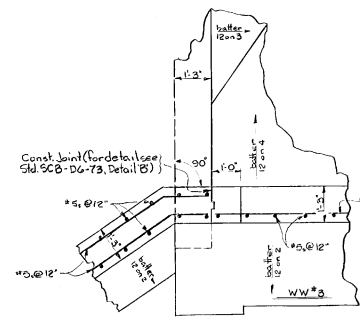 batter
12 on 3
1'-3"
Const. Joint (for detail see
Std. SCB-D6-73, Detail 'B')
90°
1'-0"
batter
12 on 4
#5s@12"
1'-3"
1'-3"
#5s@12"
#5s@12"
batter
12 on 2
batter
12 on 2
WW#3